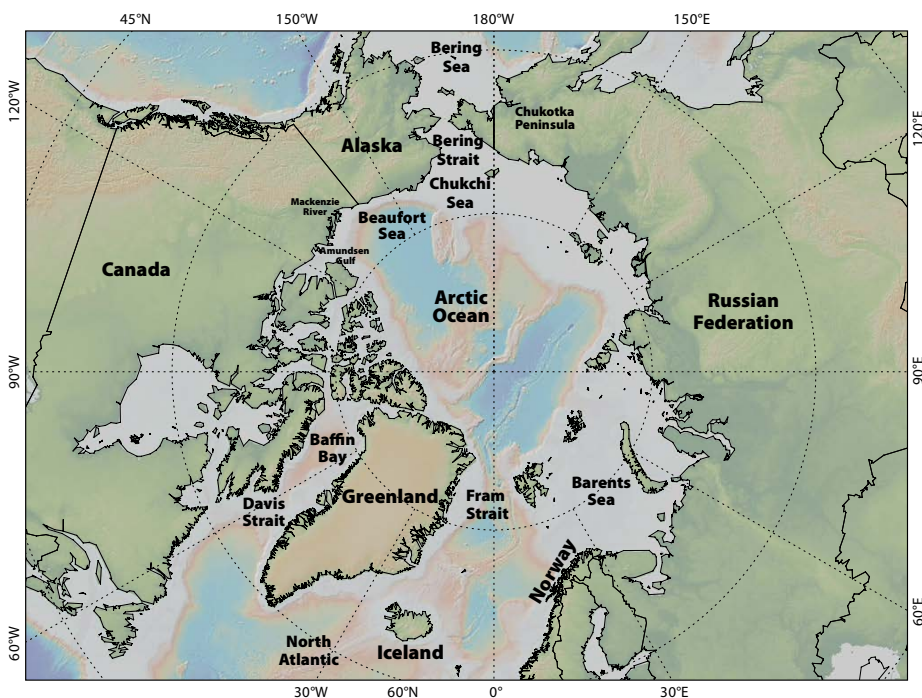 45°N
150°W
180°W
150°E
120°W
120°E
Bering
Sea
Chukotka
Peninsula
Alaska
Bering
Strait
Chukchi
Sea
Mackenzie
River
Beaufort
Sea
Amundsen
Gulf
Canada
Arctic
Ocean
Russian
Federation
90°W
90°E
Baffin
Bay
Greenland
Davis
Strait
Fram
Strait
Barents
Sea
Norway
North
Atlantic
Iceland
60°W
60°E
30°W
60°N
0°
30°E